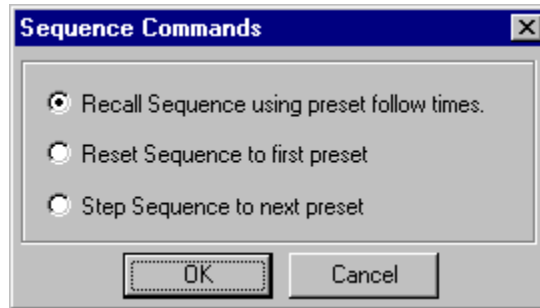 Sequence Commands
Recall Sequence using preset follow times.
Reset Sequence to first preset
Step Sequence to next preset
OK
Cancel